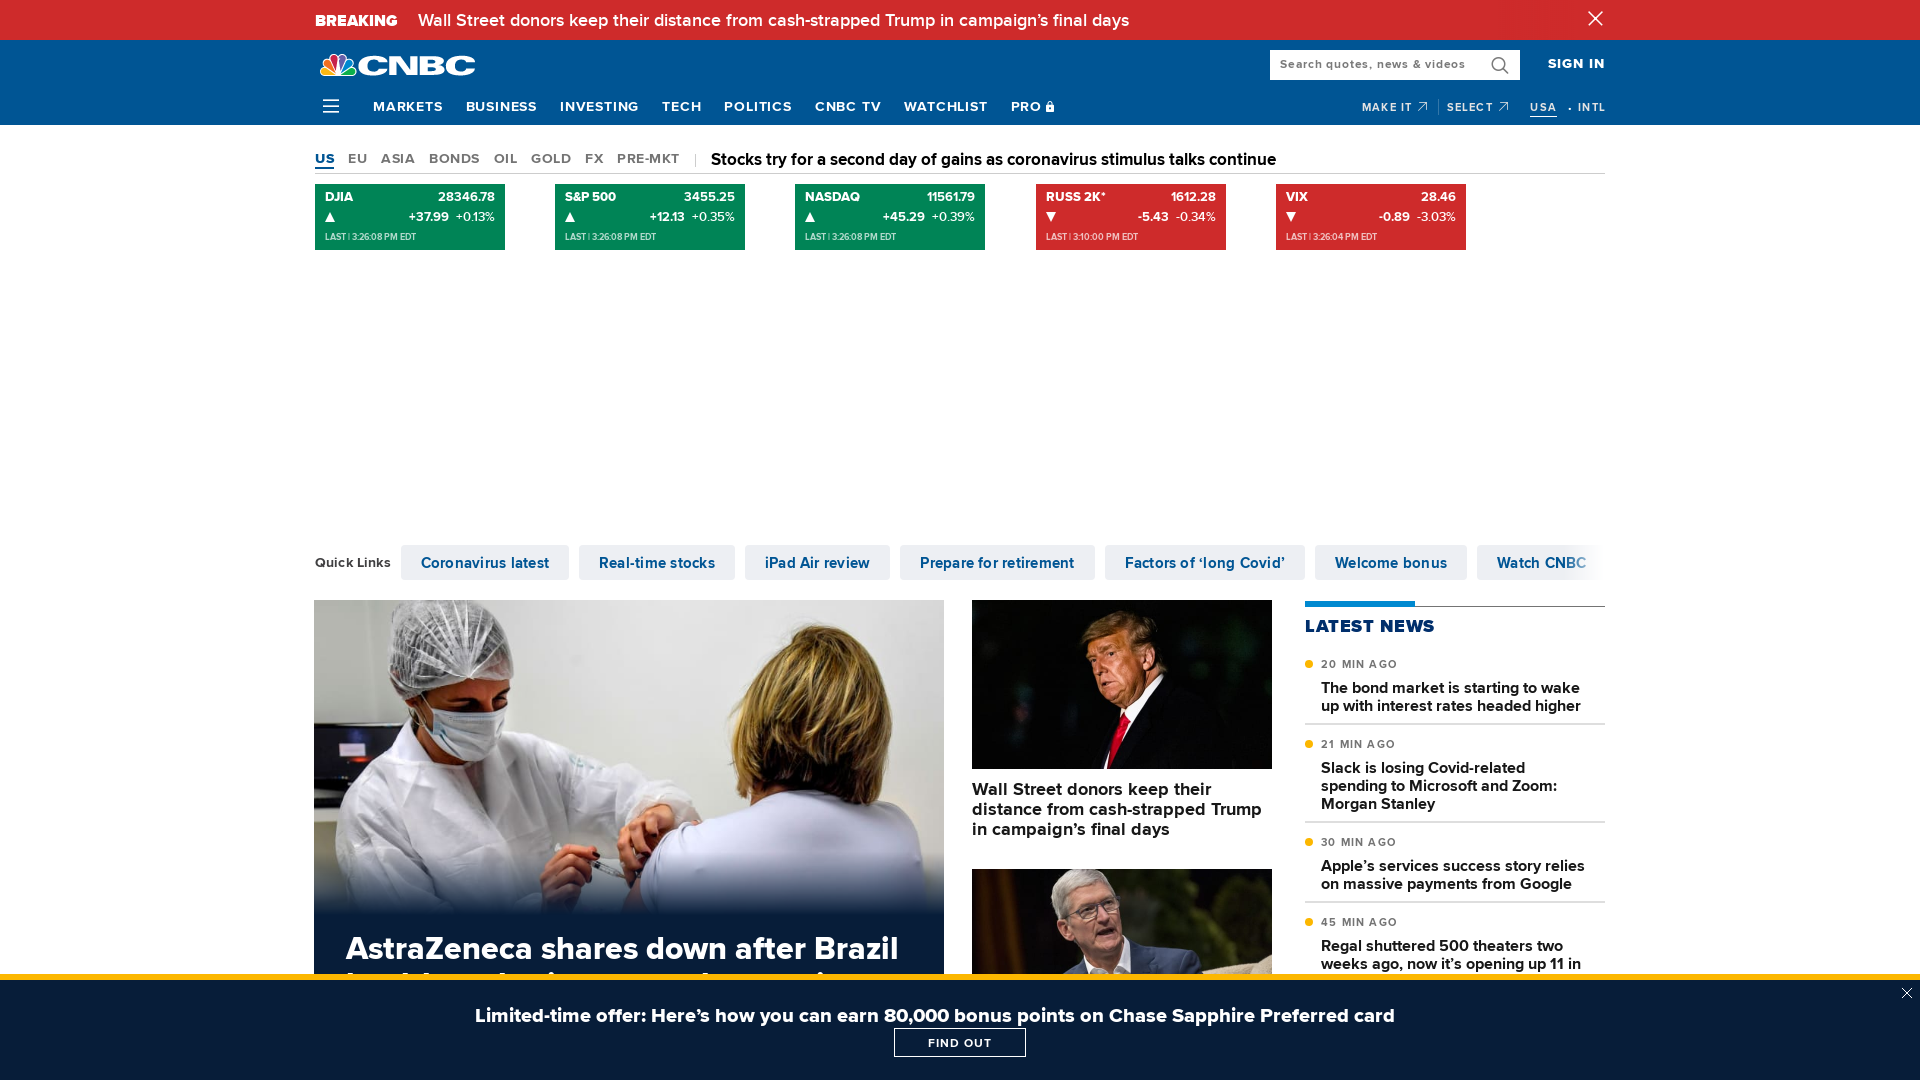 BREAKING Wall Street donors keep their distance from cash-strapped Trump in campaign’s final days
CNBC
Search quotes, news & videos
SIGN IN
MARKETS BUSINESS INVESTING TECH POLITICS CNBC TV WATCHLIST PRO
MAKE IT SELECT USA • INTL
US EU ASIA BONDS OIL GOLD FX PRE-MKT
Stocks try for a second day of gains as coronavirus stimulus talks continue
DJIA 28346.78
+37.99 +0.13%
LAST | 3:26:08 PM EDT
S&P 500 3455.25
+12.13 +0.35%
LAST | 3:26:08 PM EDT
NASDAQ 11561.79
+45.29 +0.39%
LAST | 3:26:08 PM EDT
RUSS 2K* 1612.28
-5.43 -0.34%
LAST | 3:10:00 PM EDT
VIX 28.46
-0.89 -3.03%
LAST | 3:26:04 PM EDT
Quick Links Coronavirus latest Real-time stocks iPad Air review Prepare for retirement Factors of ‘long Covid’ Welcome bonus Watch CNBC
AstraZeneca shares down after Brazil
Wall Street donors keep their
distance from cash-strapped Trump
in campaign’s final days
LATEST NEWS
20 MIN AGO
The bond market is starting to wake
up with interest rates headed higher
21 MIN AGO
Slack is losing Covid-related
spending to Microsoft and Zoom:
Morgan Stanley
30 MIN AGO
Apple’s services success story relies
on massive payments from Google
45 MIN AGO
Regal shuttered 500 theaters two
weeks ago, now it’s opening up 11 in
Limited-time offer: Here’s how you can earn 80,000 bonus points on Chase Sapphire Preferred card
FIND OUT